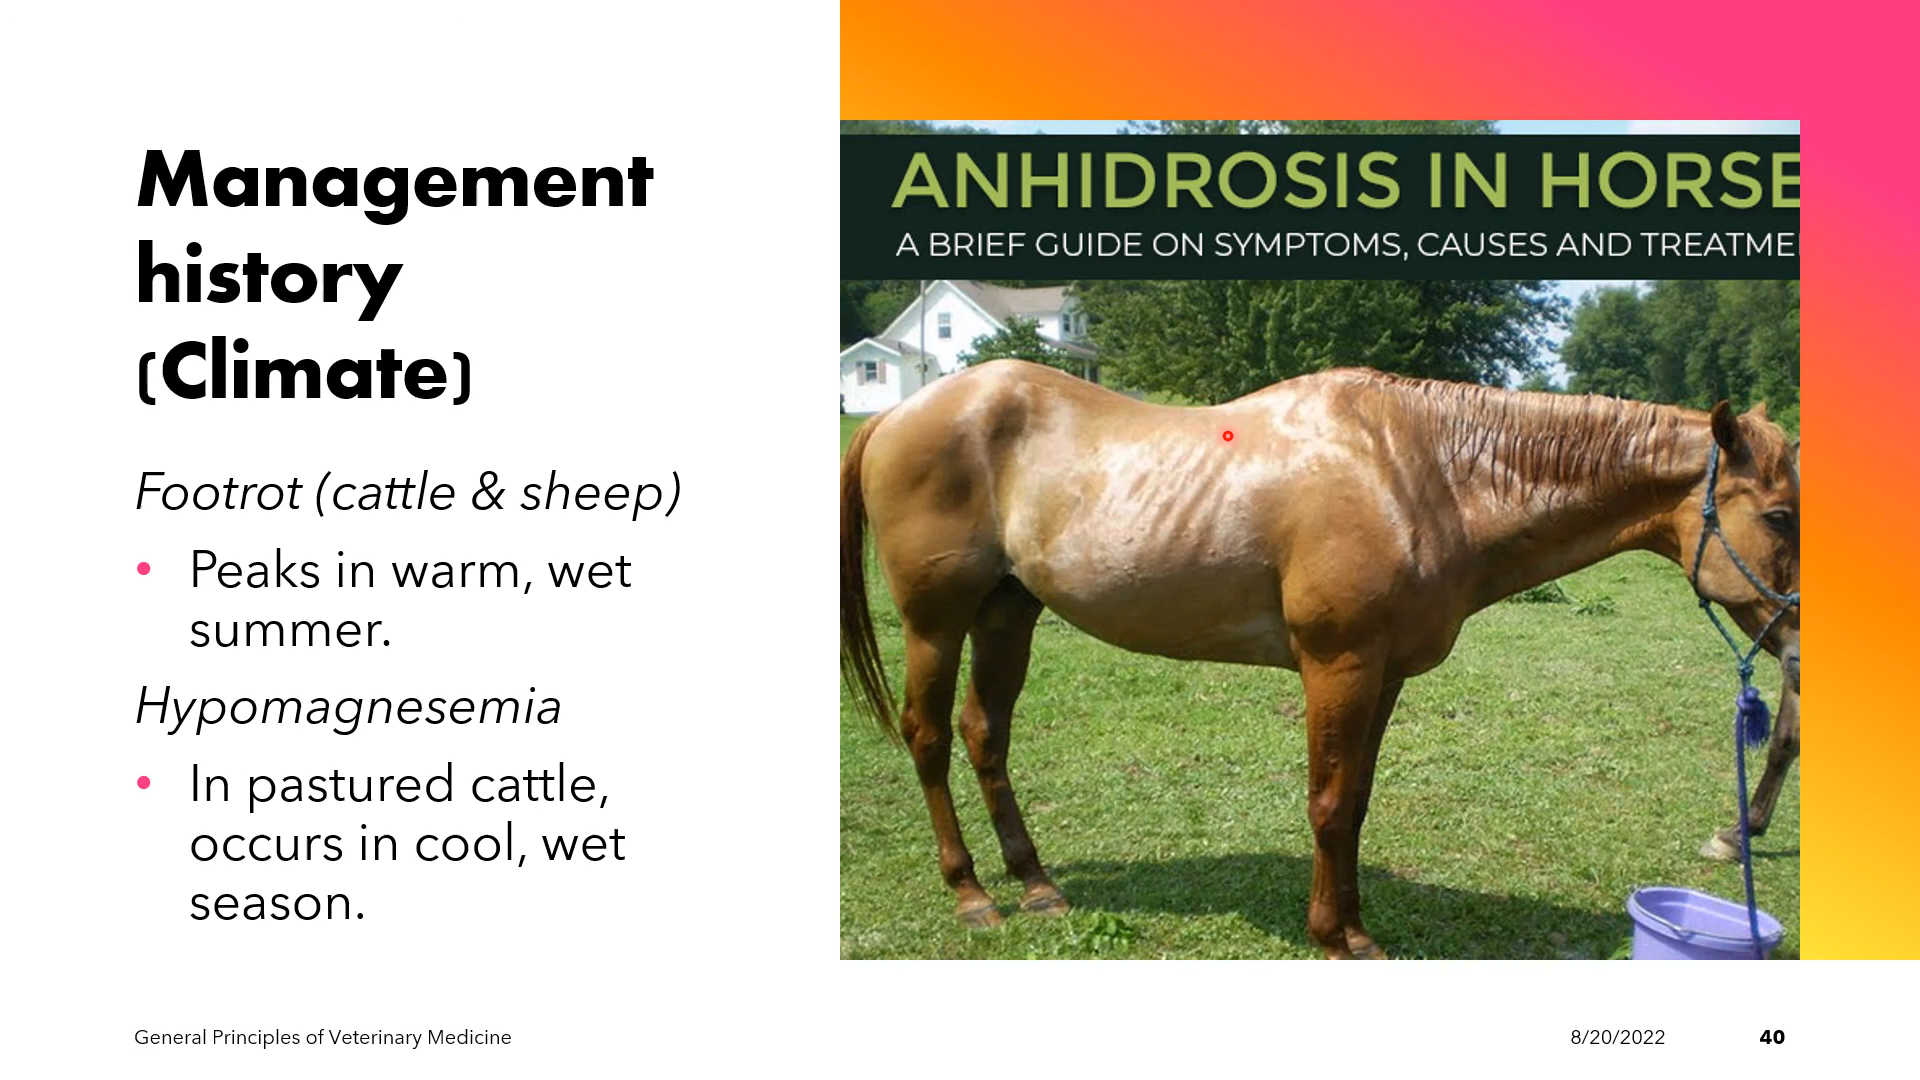 Management
history
(Climate)
Footrot (cattle & sheep)
• Peaks in warm, wet
summer.
Hypomagnesemia
• In pastured cattle,
occurs in cool, wet
season.
ANHIDROSIS IN HORSE
A BRIEF GUIDE ON SYMPTOMS, CAUSES AND TREATME
General Principles of Veterinary Medicine
8/20/2022
40